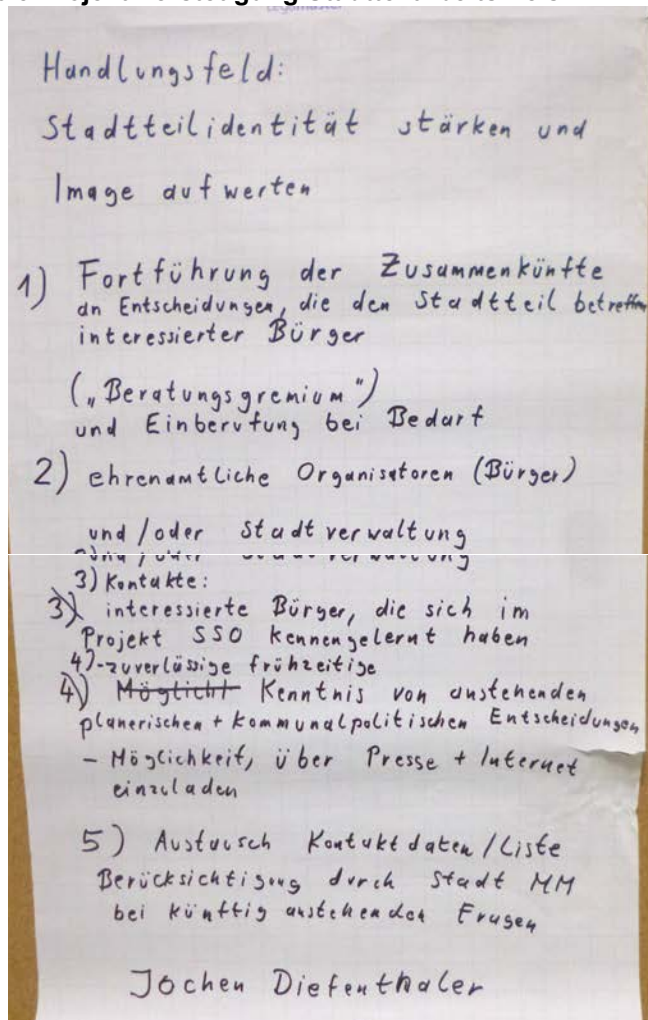 Handlungsfeld:
Stadtteilidentität stärken und
Image aufwerten
1) Fortführung der Zusammenkünfte
an Entscheidungen, die den Stadtteil betreffen
interessierter Bürger
(„Beratungsgremium")
und Einberufung bei Bedarf
2) ehrenamtliche Organisatoren (Bürger)
und/oder Stadtverwaltung
3) Kontakte:
3) interessierte Bürger, die sich im
Projekt SSO kennengelernt haben
4)-zuverlässige frühzeitige
4) Möglicht Kenntnis von anstehenden
planerischen + kommunalpolitischen Entscheidungen
- Möglichkeit, über Presse + Internet
einzuladen
5) Austausch Kontaktdaten/Liste
Berücksichtigung durch Stadt MM
bei künftig anstehenden Fragen
Jochen Diefenthaler